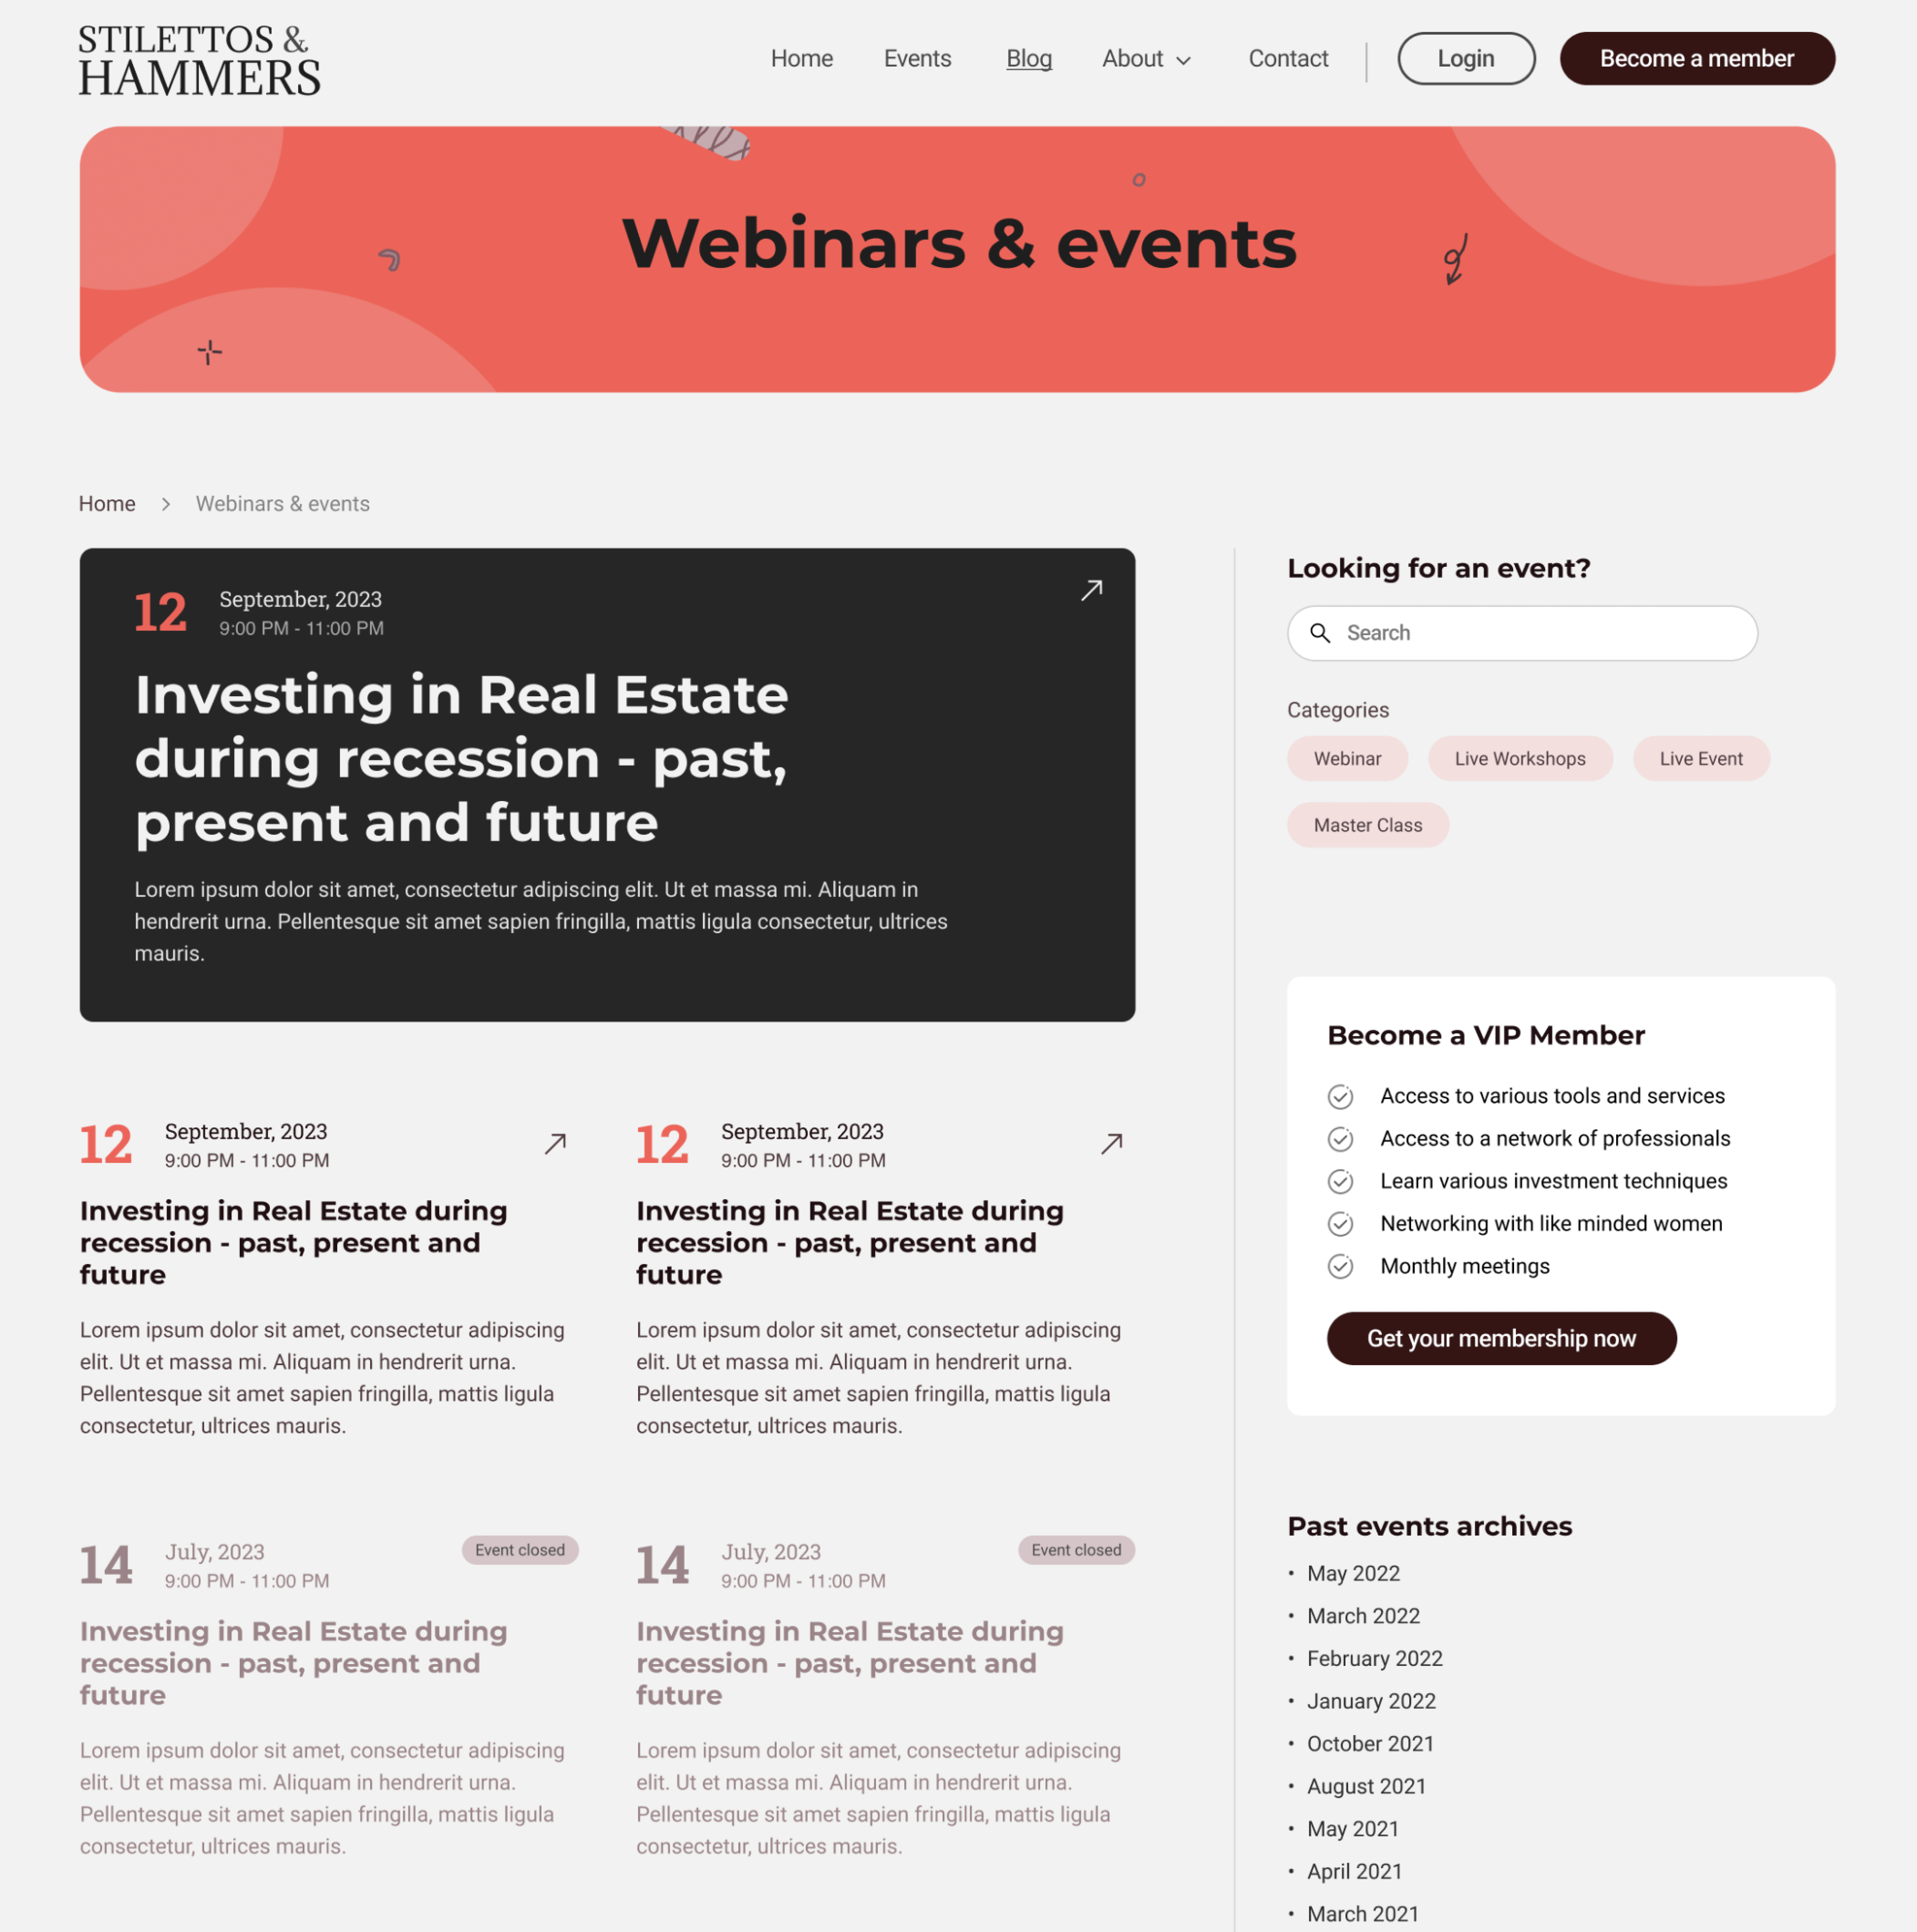 STILETTOS &
HAMMERS
Home
Events
Blog
About
Contact
Login
Become a member
Webinars & events
Home
Webinars & events
12
September, 2023
9:00 PM - 11:00 PM
Investing in Real Estate
during recession - past,
present and future
Lorem ipsum dolor sit amet, consectetur adipiscing elit. Ut et massa mi. Aliquam in
hendrerit urna. Pellentesque sit amet sapien fringilla, mattis ligula consectetur, ultrices
mauris.
12
September, 2023
9:00 PM - 11:00 PM
Investing in Real Estate during
recession - past, present and
future
Lorem ipsum dolor sit amet, consectetur adipiscing
elit. Ut et massa mi. Aliquam in hendrerit urna.
Pellentesque sit amet sapien fringilla, mattis ligula
consectetur, ultrices mauris.
12
September, 2023
9:00 PM - 11:00 PM
Investing in Real Estate during
recession - past, present and
future
Lorem ipsum dolor sit amet, consectetur adipiscing
elit. Ut et massa mi. Aliquam in hendrerit urna.
Pellentesque sit amet sapien fringilla, mattis ligula
consectetur, ultrices mauris.
14
July, 2023
9:00 PM - 11:00 PM
Event closed
Investing in Real Estate during
recession - past, present and
future
Lorem ipsum dolor sit amet, consectetur adipiscing
elit. Ut et massa mi. Aliquam in hendrerit urna.
Pellentesque sit amet sapien fringilla, mattis ligula
consectetur, ultrices mauris.
14
July, 2023
9:00 PM - 11:00 PM
Event closed
Investing in Real Estate during
recession - past, present and
future
Lorem ipsum dolor sit amet, consectetur adipiscing
elit. Ut et massa mi. Aliquam in hendrerit urna.
Pellentesque sit amet sapien fringilla, mattis ligula
consectetur, ultrices mauris.
Looking for an event?
Search
Categories
Webinar
Live Workshops
Live Event
Master Class
Become a VIP Member
Access to various tools and services
Access to a network of professionals
Learn various investment techniques
Networking with like minded women
Monthly meetings
Get your membership now
Past events archives
• May 2022
• March 2022
• February 2022
• January 2022
• October 2021
• August 2021
• May 2021
• April 2021
• March 2021